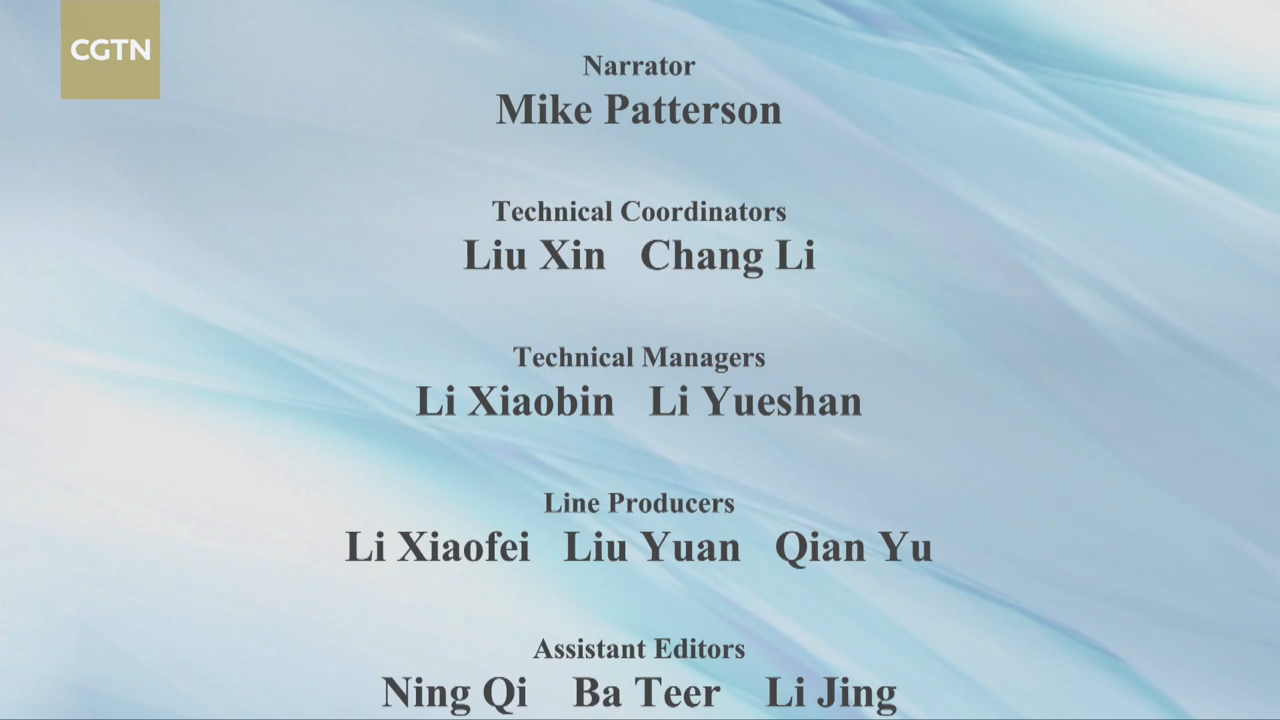 CGTN
Narrator
Mike Patterson
Technical Coordinators
Liu Xin Chang Li
Technical Managers
Li Xiaobin Li Yueshan
Line Producers
Li Xiaofei Liu Yuan Qian Yu
Assistant Editors
Ning Qi Ba Teer Li Jing